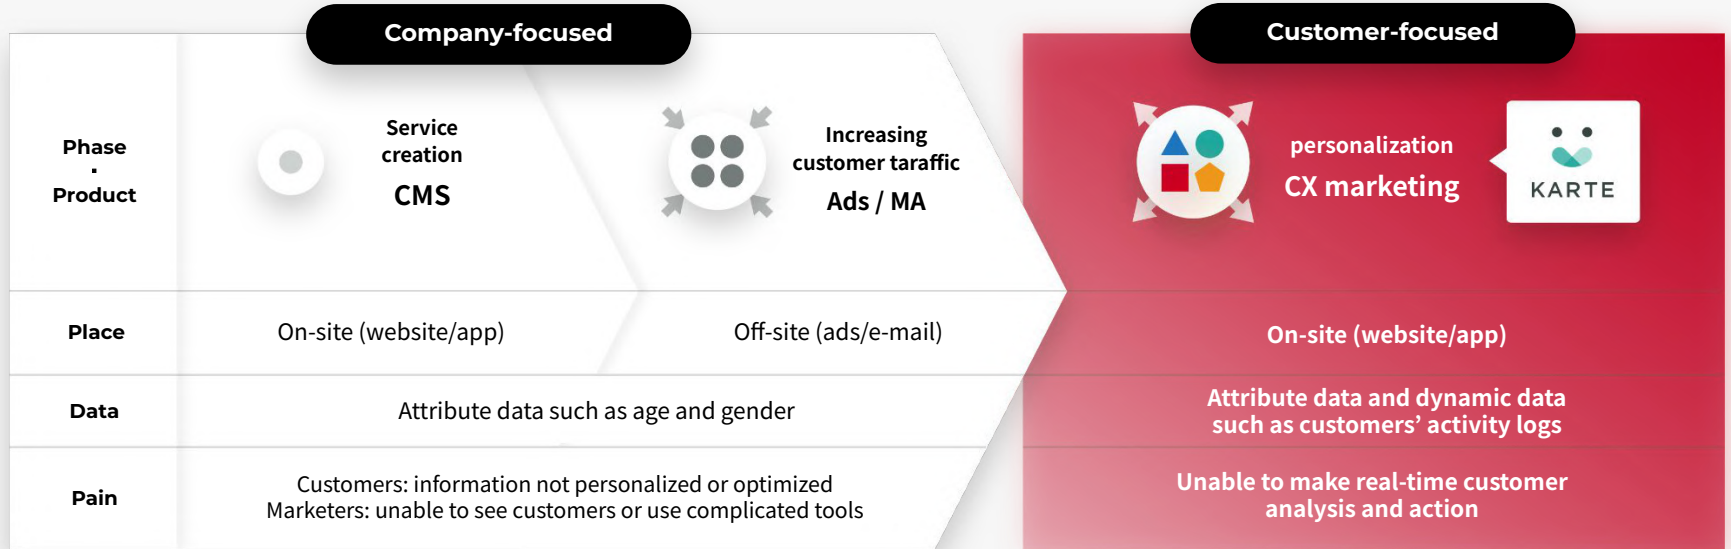 Company-focused
Customer-focused
Phase
·
Product
Service
creation
CMS
Increasing
customer taraffic
Ads / MA
personalization
CX marketing
KARTE
Place
On-site (website/app)
Off-site (ads/e-mail)
On-site (website/app)
Data
Attribute data such as age and gender
Attribute data and dynamic data
such as customers’ activity logs
Pain
Customers: information not personalized or optimized
Marketers: unable to see customers or use complicated tools
Unable to make real-time customer
analysis and action